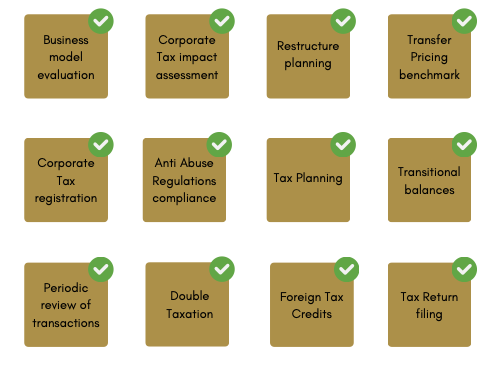 Business
model
evaluation
Corporate
Tax impact
assessment
Restructure
planning
Transfer
Pricing
benchmark
Corporate
Tax
registration
Anti Abuse
Regulations
compliance
Tax Planning
Transitional
balances
Periodic
review of
transactions
Double
Taxation
Foreign Tax
Credits
Tax Return
filing